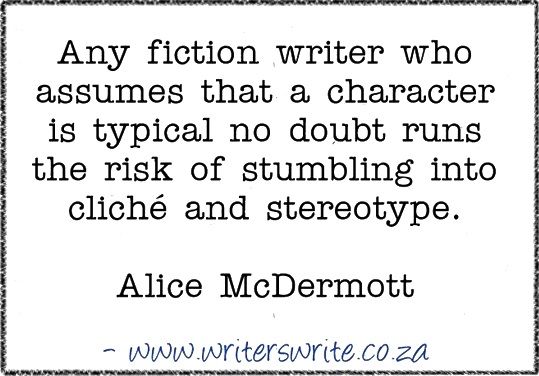 Any fiction writer who
assumes that a character
is typical no doubt runs
the risk of stumbling into
cliché and stereotype.
Alice McDermott
- www.writerswrite.co.za